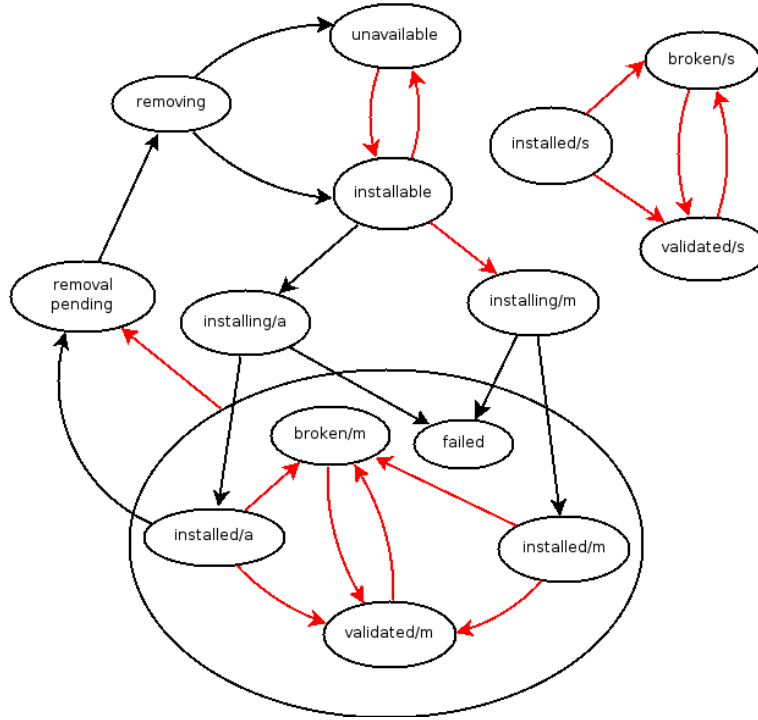 unavailable
broken/s
removing
installed/s
installable
validated/s
removal
pending
installing/a
installing/m
broken/m
failed
installed/a
installed/m
validated/m